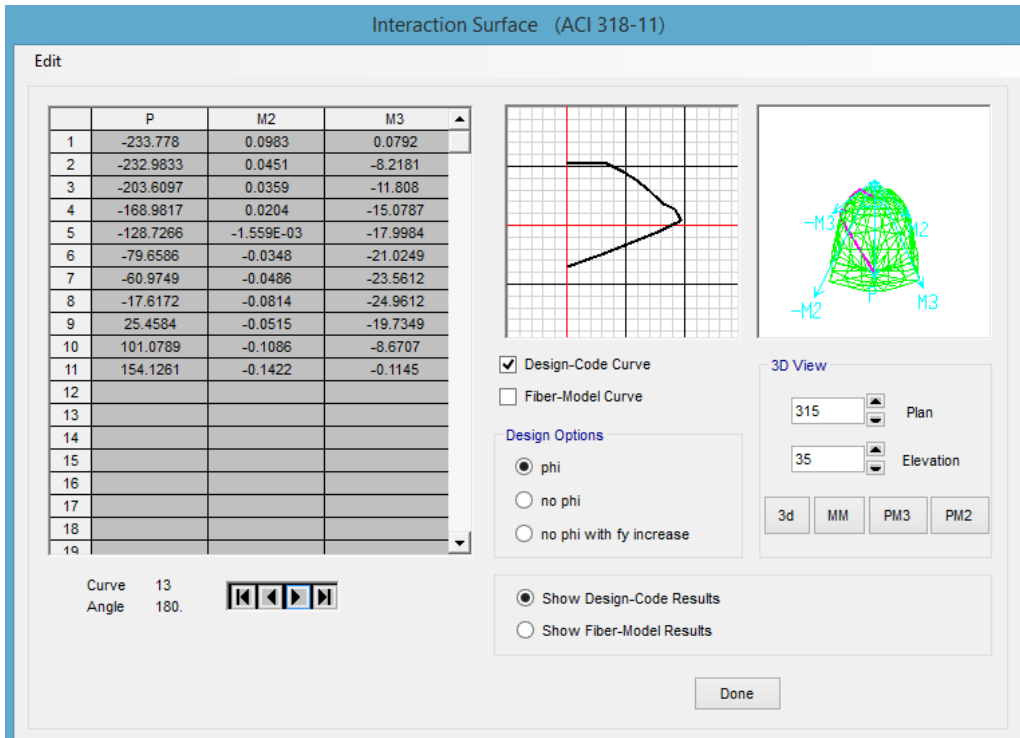 Interaction Surface (ACI 318-11)
Edit
P M2 M3
1 -233.778 0.0983 0.0792
2 -232.9833 0.0451 -8.2181
3 -203.6097 0.0359 -11.808
4 -168.9817 0.0204 -15.0787
5 -128.7266 -1.559E-03 -17.9984
6 -79.6586 -0.0348 -21.0249
7 -60.9749 -0.0486 -23.5612
8 -17.6172 -0.0814 -24.9612
9 25.4584 -0.0515 -19.7349
10 101.0789 -0.1086 -8.6707
11 154.1261 -0.1422 -0.1145
12
13
14
15
16
17
18
19
Curve 13
Angle 180.
-M3
M2
P
-M2
M3
Design-Code Curve
Fiber-Model Curve
Design Options
phi
no phi
no phi with fy increase
3D View
315 Plan
35 Elevation
3d MM PM3 PM2
Show Design-Code Results
Show Fiber-Model Results
Done